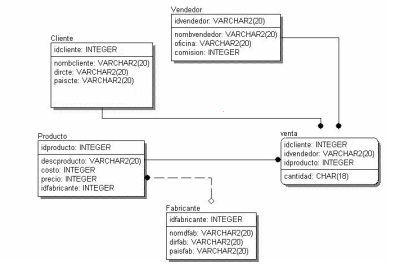 Vendedor
idvendedor: VARCHAR2(20)
nombvendedor: VARCHAR2(20)
oficina: VARCHAR2(20)
comision: INTEGER
Cliente
idcliente: INTEGER
nombcliente: VARCHAR2(20)
dircte: VARCHAR2(20)
paiscte: VARCHAR2(20)
Producto
idproducto: INTEGER
descproducto: VARCHAR2(20)
costo: INTEGER
precio: INTEGER
idfabricante: INTEGER
venta
idcliente: INTEGER
idvendedor: VARCHAR2(20)
idproducto: INTEGER
cantidad: CHAR(18)
Fabricante
idfabricante: INTEGER
nomdfab: VARCHAR2(20)
dirfab: VARCHAR2(20)
paisfab: VARCHAR2(20)